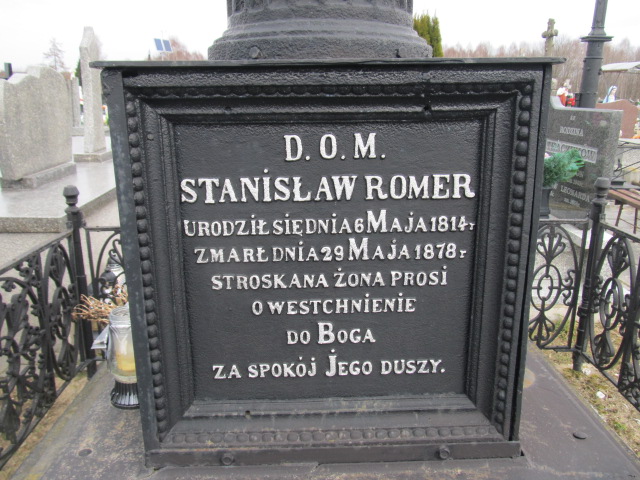 D.O.M.
STANISŁAW ROMER
URODZIŁ SIĘ DNIA 6 MAJA 1814 r
ZMARŁ DNIA 29 MAJA 1878 r
STROSKANA ŻONA PROSI
O WESTCHNIENIE
DO BOGA
ZA SPOKÓJ JEGO DUSZY.
RODZINA